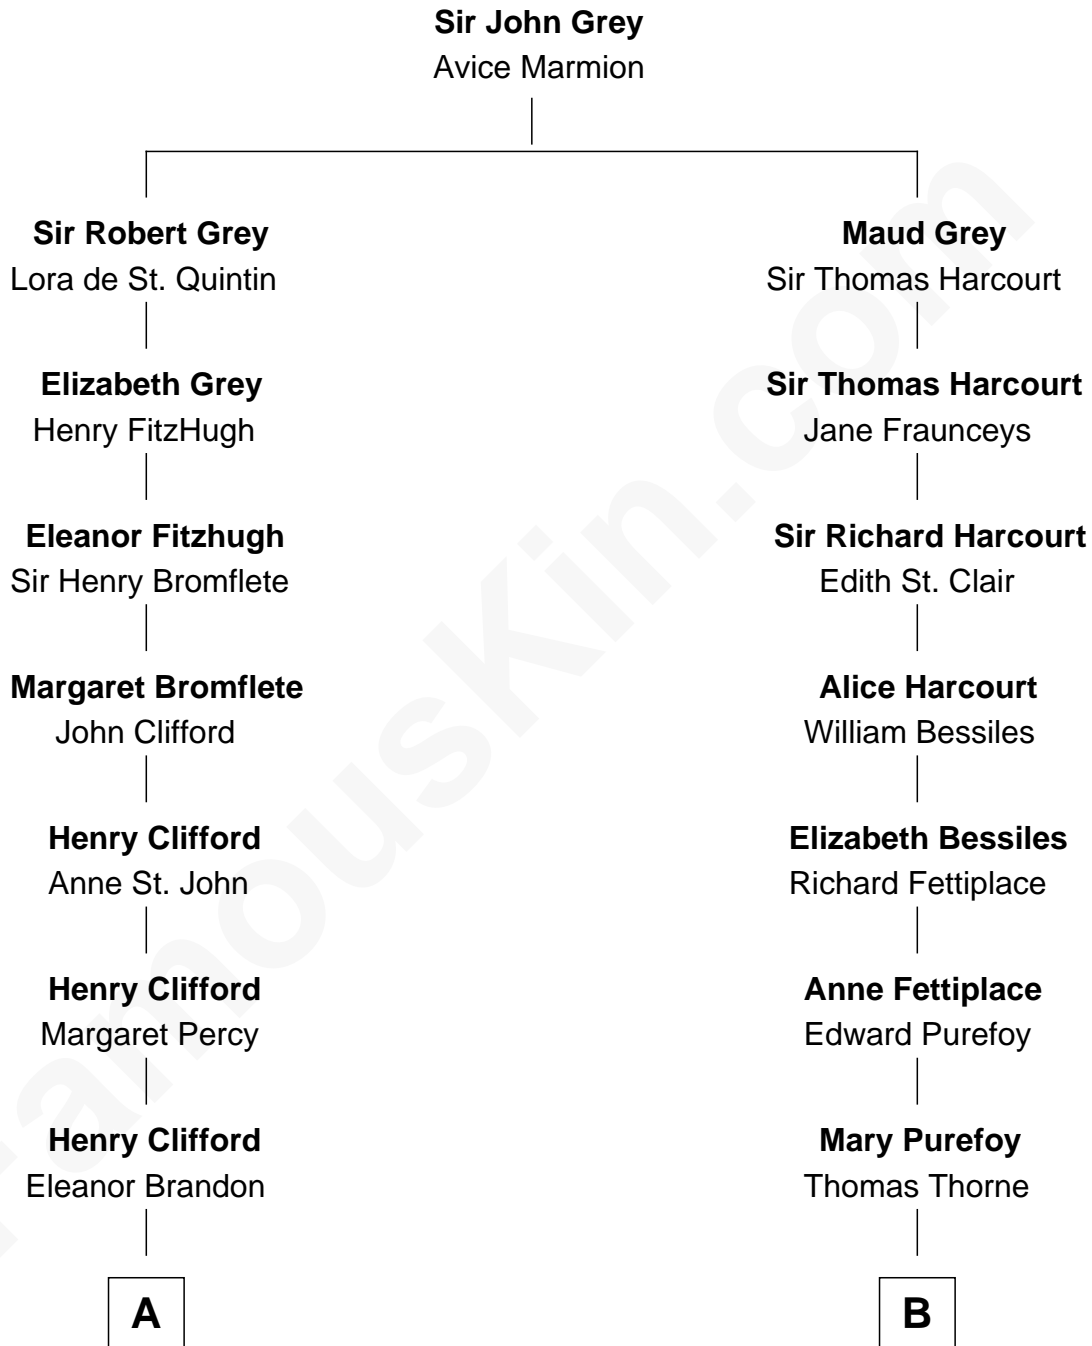 Sir John Grey
Avice Marmion
Sir Robert Grey
Lora de St. Quintin
Maud Grey
Sir Thomas Harcourt
Elizabeth Grey
Henry FitzHugh
Sir Thomas Harcourt
Jane Fraunceys
Eleanor Fitzhugh
Sir Henry Bromflete
Sir Richard Harcourt
Edith St. Clair
Margaret Bromflete
John Clifford
Alice Harcourt
William Bessiles
Henry Clifford
Anne St. John
Elizabeth Bessiles
Richard Fettiplace
Henry Clifford
Margaret Percy
Anne Fettiplace
Edward Purefoy
Henry Clifford
Eleanor Brandon
Mary Purefoy
Thomas Thorne
A
B
FamousKin.com